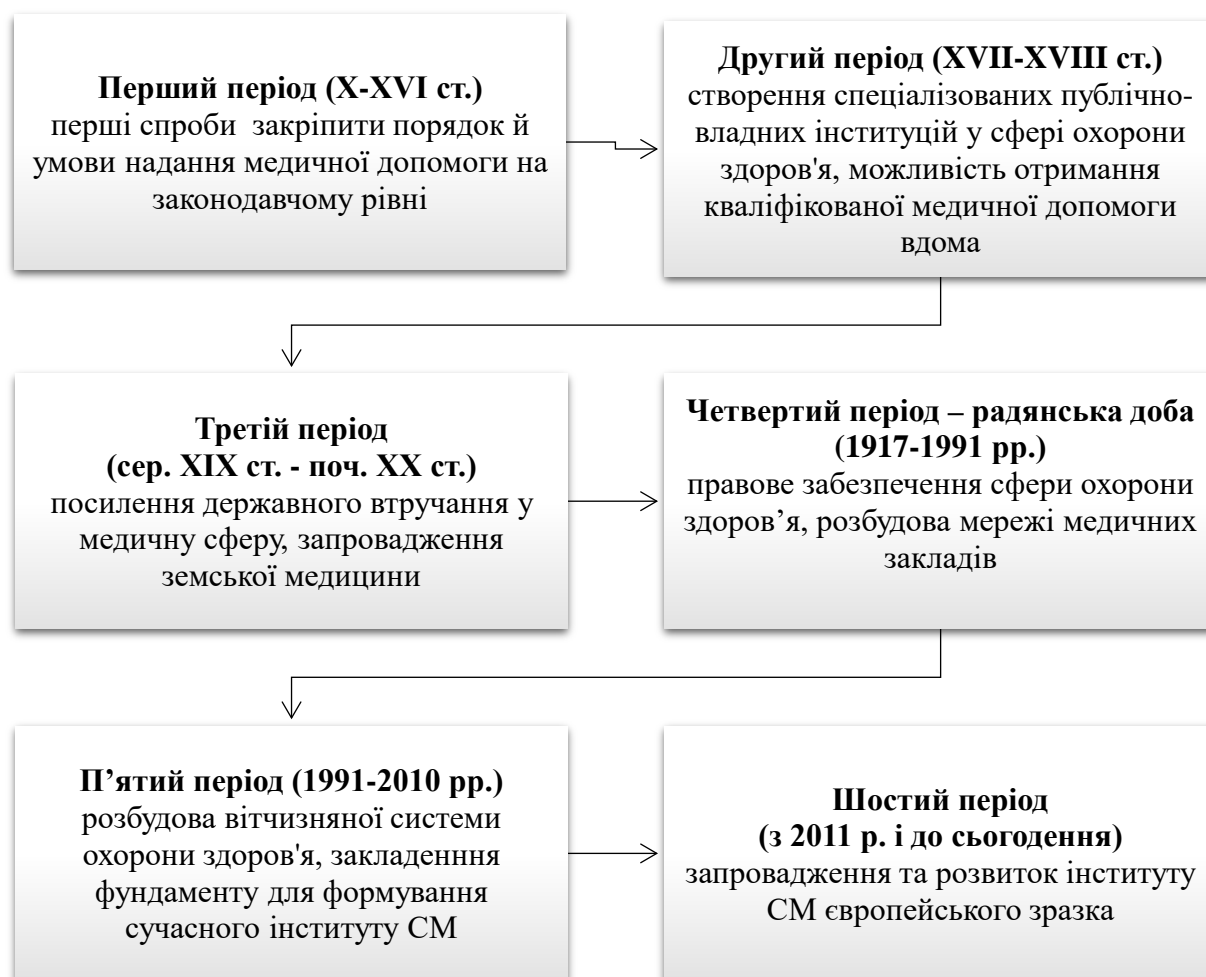 Перший період (X-XVI ст.)
перші спроби закріпити порядок й
умови надання медичної допомоги на
законодавчому рівні
Другий період (XVII-XVIII ст.)
створення спеціалізованих публічно-
владних інституцій у сфері охорони
здоров'я, можливість отримання
кваліфікованої медичної допомоги
вдома
Третій період
(сер. XIX ст. - поч. XX ст.)
посилення державного втручання у
медичну сферу, запровадження
земської медицини
Четвертий період – радянська доба
(1917-1991 рр.)
правове забезпечення сфери охорони
здоров’я, розбудова мережі медичних
закладів
П’ятий період (1991-2010 рр.)
розбудова вітчизняної системи
охорони здоров'я, закладенння
фундаменту для формування
сучасного інституту СМ
Шостий період
(з 2011 р. і до сьогодення)
запровадження та розвиток інституту
СМ європейського зразка